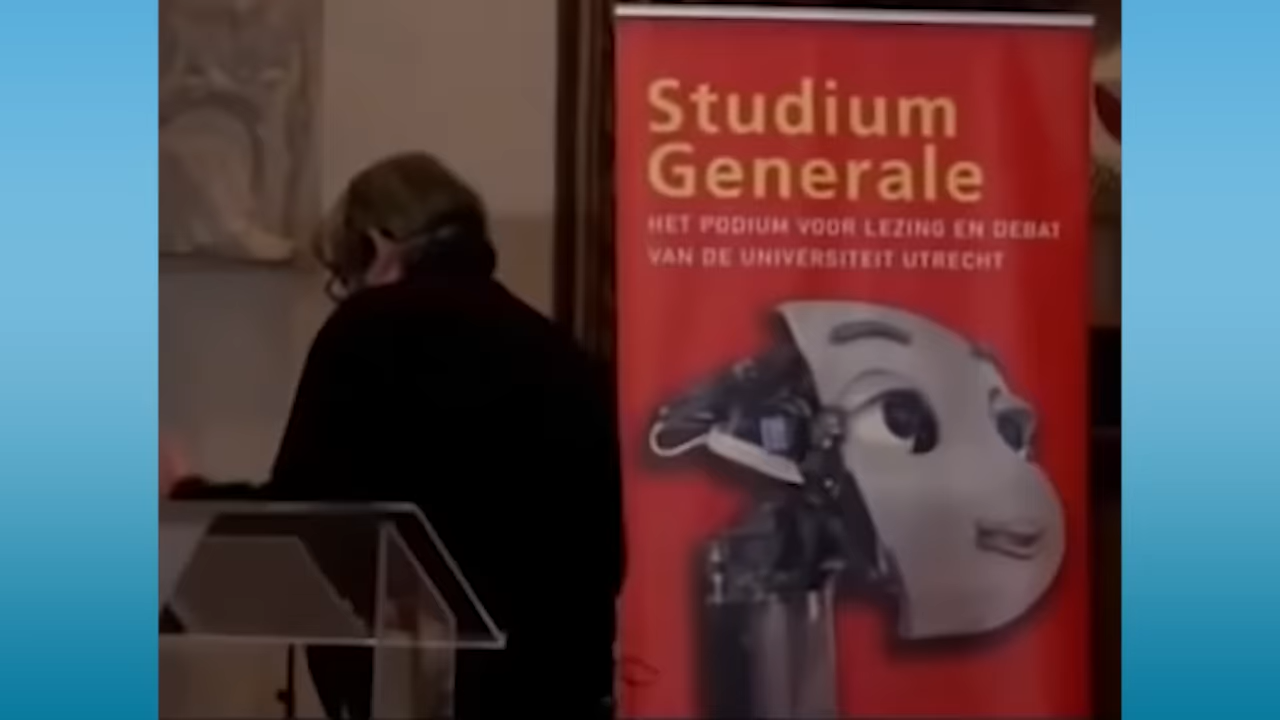 Studium
Generale
HET PODIUM VOOR LEZING EN DEBAT
VAN DE UNIVERSITEIT UTRECHT